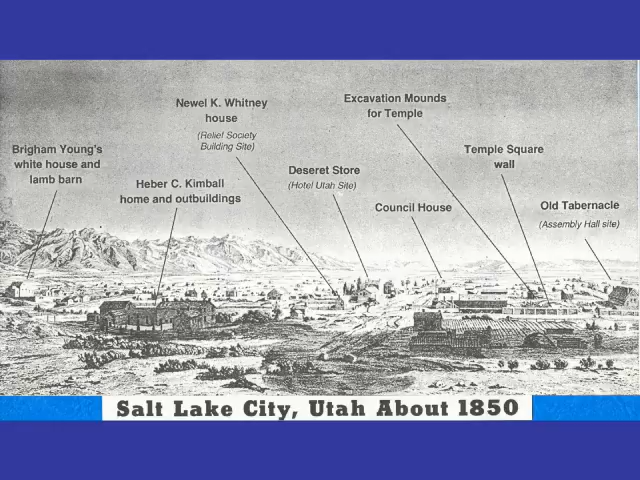 Brigham Young's
white house and
lamb barn
Heber C. Kimball
home and outbuildings
Newel K. Whitney
house
(Relief Society
Building Site)
Deseret Store
(Hotel Utah Site)
Excavation Mounds
for Temple
Council House
Temple Square
wall
Old Tabernacle
(Assembly Hall site)
Salt Lake City, Utah About 1850